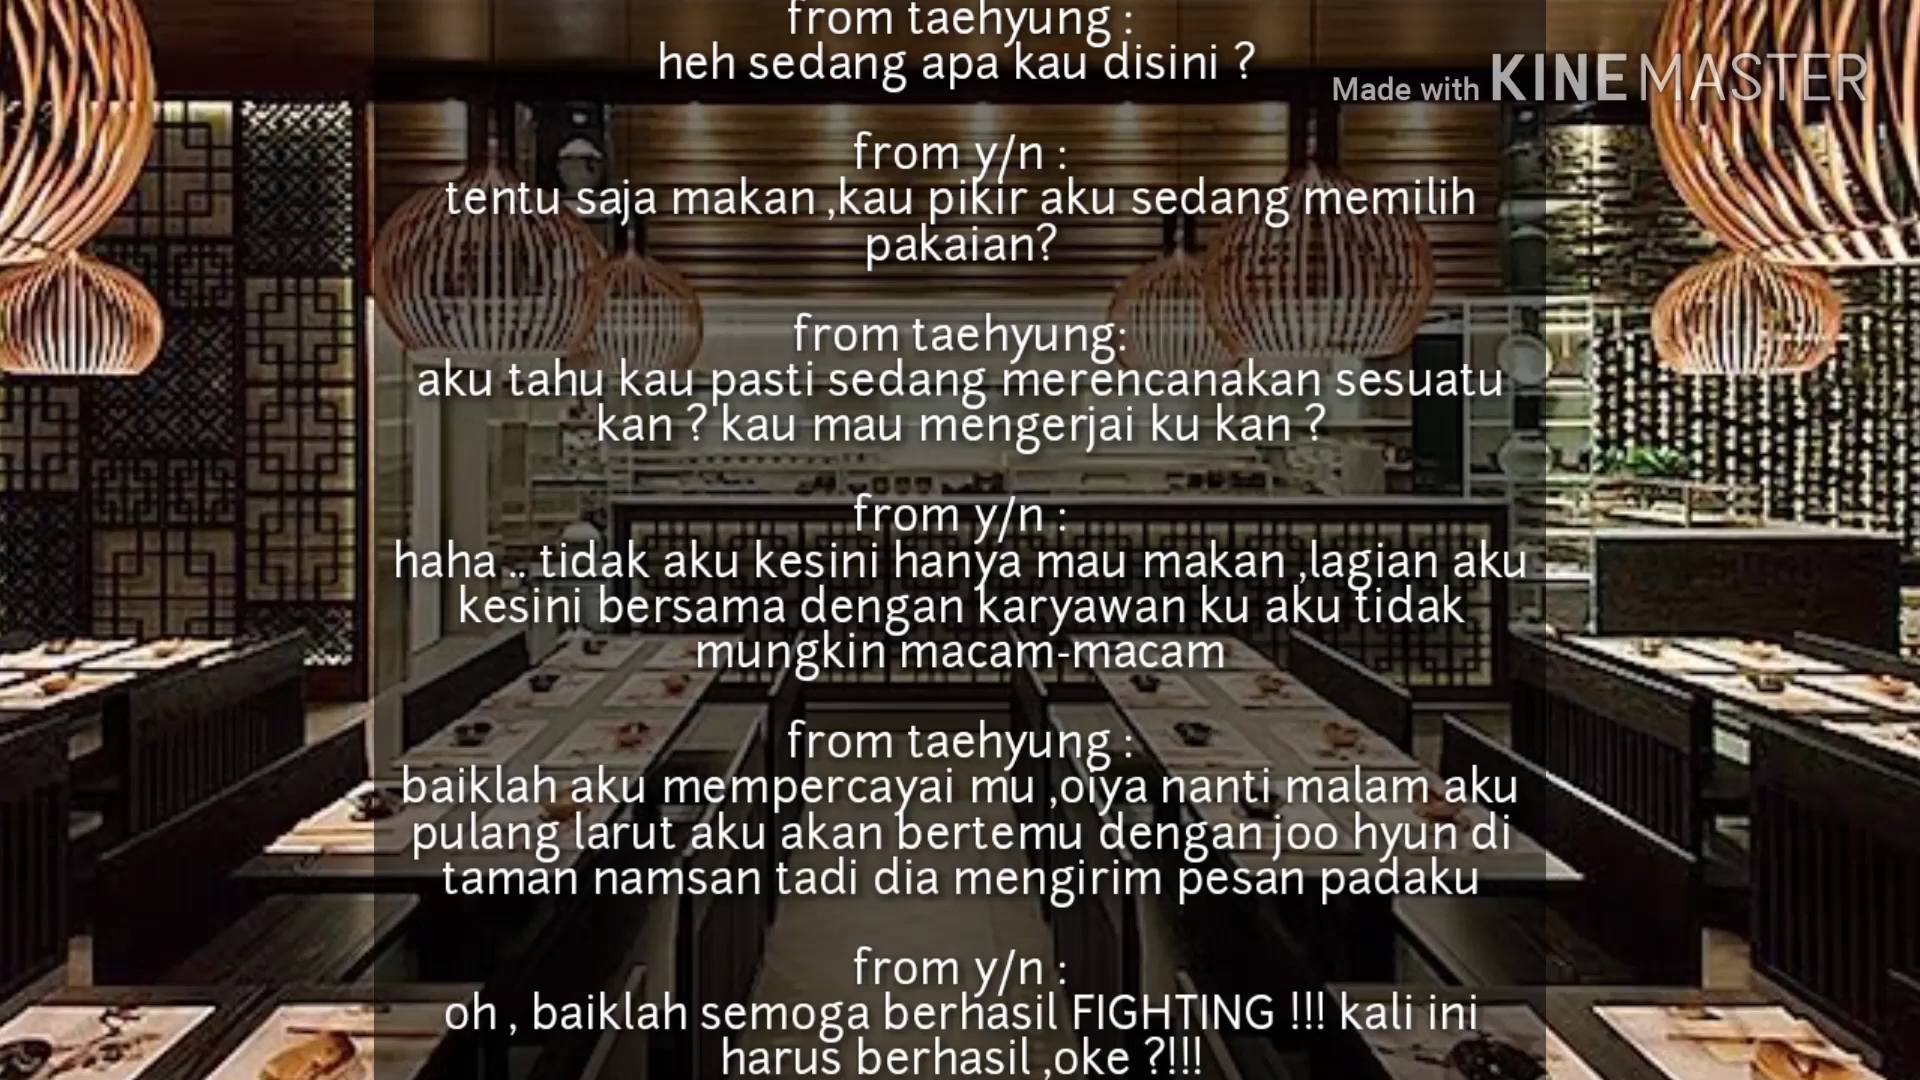 from taehyung :
heh sedang apa kau disini ?
Made with KINEMASTER
from y/n :
tentu saja makan ,kau pikir aku sedang memilih
pakaian?
from taehyung:
aku tahu kau pasti sedang merencanakan sesuatu
kan ? kau mau mengerjai ku kan ?
from y/n :
haha .. tidak aku kesini hanya mau makan ,lagian aku
kesini bersama dengan karyawan ku aku tidak
mungkin macam-macam
from taehyung :
baiklah aku mempercayai mu ,oiya nanti malam aku
pulang larut aku akan bertemu dengan joo hyun di
taman namsan tadi dia mengirim pesan padaku
from y/n :
oh , baiklah semoga berhasil FIGHTING !!! kali ini
harus berhasil ,oke ?!!!